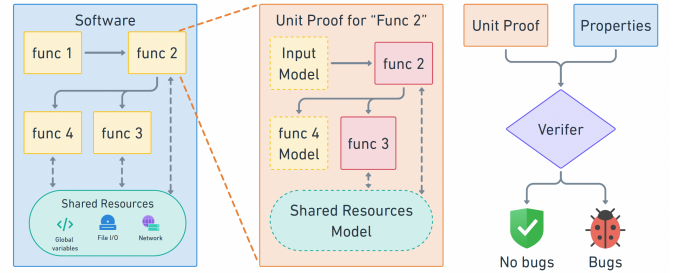 Software
func 1
func 2
func 4
func 3
Shared Resources
Global
variables
File I/O
Network
Unit Proof for “Func 2”
Input
Model
func 2
func 4
Model
func 3
Shared Resources
Model
Unit Proof
Properties
Verifer
No bugs
Bugs